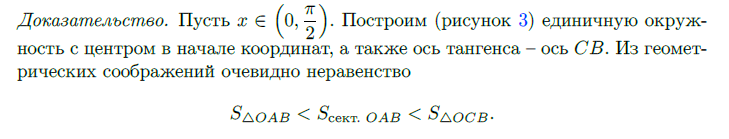 Доказательство. Пусть $x \in \left(0, \frac{\pi}{2}\right)$. Построим (рисунок 3) единичную окруж-
ность с центром в начале координат, а также ось тангенса – ось $CB$. Из геомет-
рических соображений очевидно неравенство
$S_{\triangle OAB} < S_{\text{сект. } OAB} < S_{\triangle OCB}.$